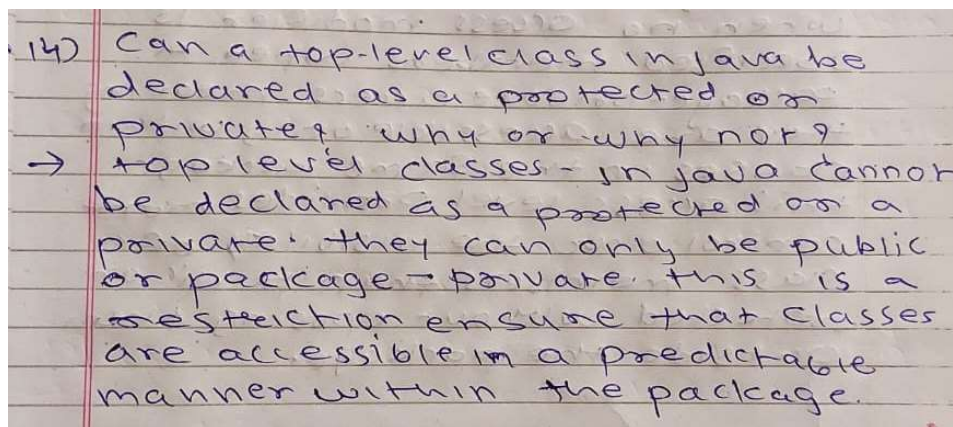 14) Can a top-level class in java be
declared as a protected or
private? why or why not?
→ top level classes - in java cannot
be declared as a protected or a
private. they can only be public
or package-private. this is a
restriction ensure that classes
are accessible in a predictable
manner within the package.